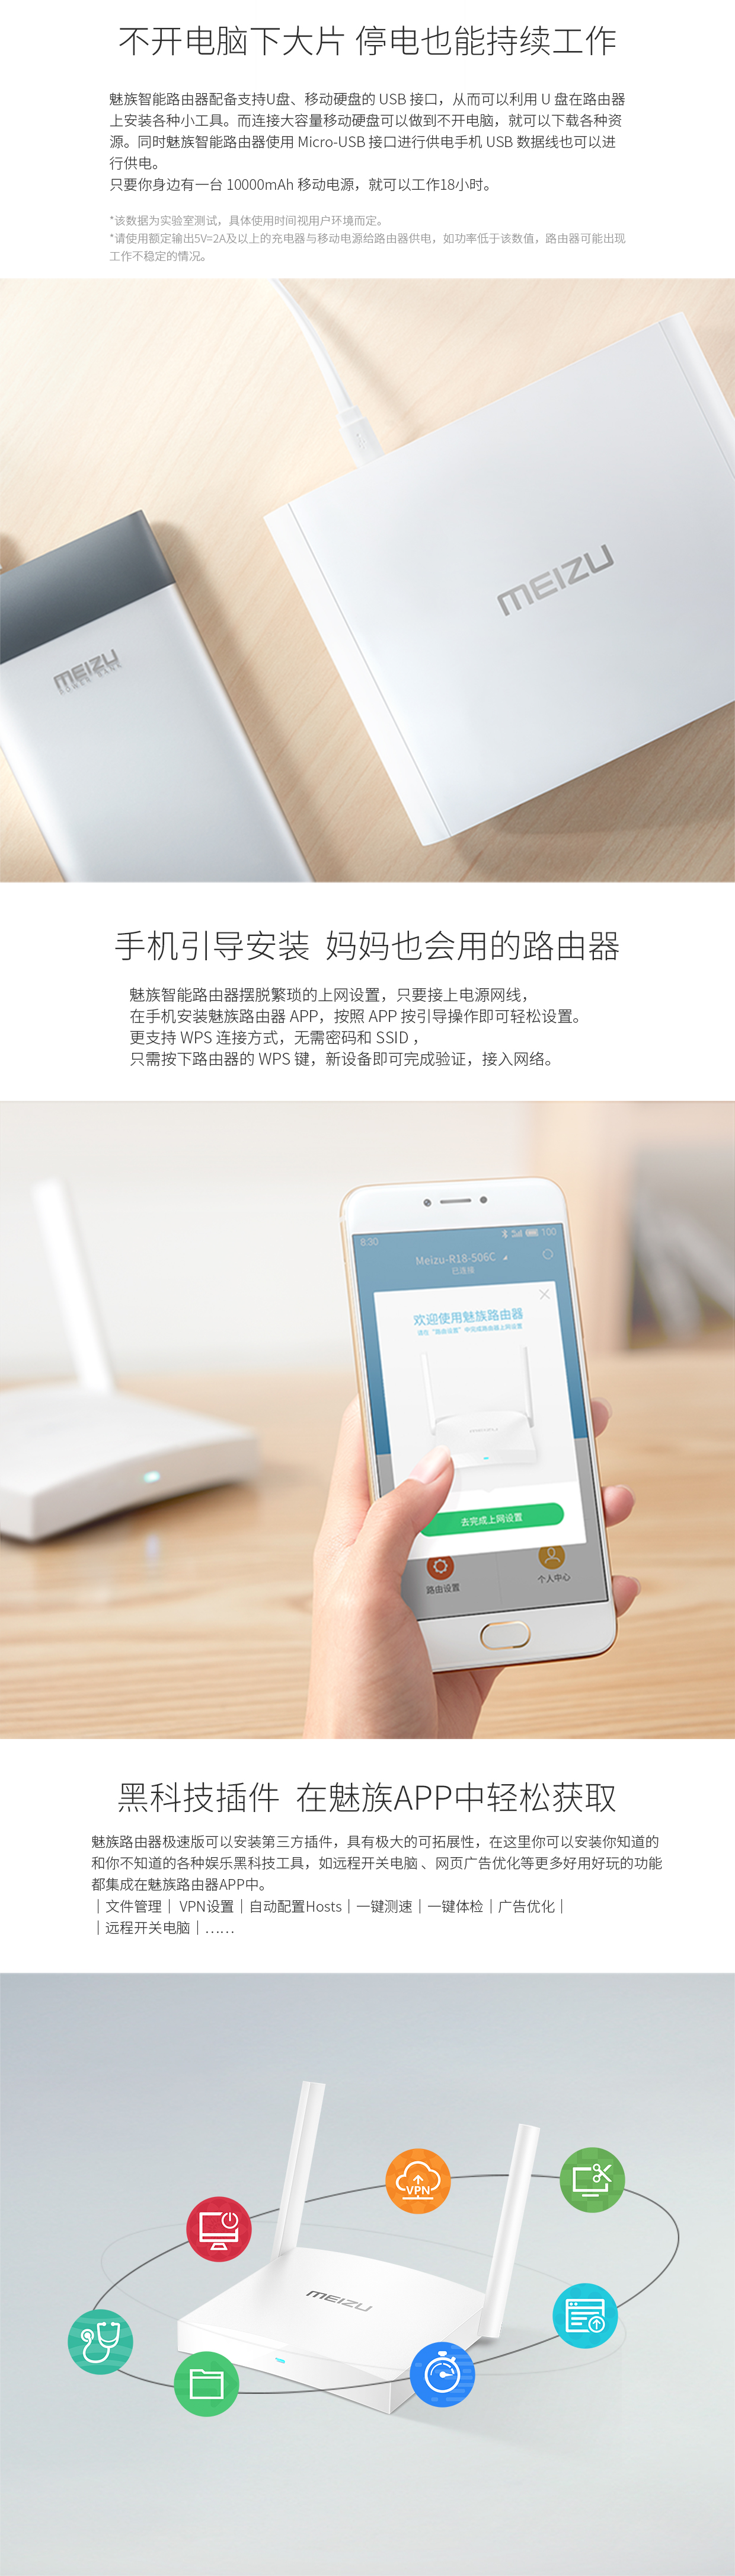 不开电脑下大片 停电也能持续工作
魅族智能路由器配备支持U盘、移动硬盘的 USB 接口，从而可以利用 U 盘在路由器
上安装各种小工具。而连接大容量移动硬盘可以做到不开电脑，就可以下载各种资
源。同时魅族智能路由器使用 Micro-USB 接口进行供电手机 USB 数据线也可以进
行供电。
只要你身边有一台 10000mAh 移动电源，就可以工作18小时。
*该数据为实验室测试，具体使用时间视用户环境而定。
*请使用额定输出5V=2A及以上的充电器与移动电源给路由器供电，如功率低于该数值，路由器可能出现
工作不稳定的情况。
MEIZU
MEIZU
POWER BANK
手机引导安装 妈妈也会用的路由器
魅族智能路由器摆脱繁琐的上网设置，只要接上电源网线，
在手机安装魅族路由器 APP，按照 APP 按引导操作即可轻松设置。
更支持 WPS 连接方式，无需密码和 SSID ，
只需按下路由器的 WPS 键，新设备即可完成验证，接入网络。
8:30
100
Meizu-R18-506C
已连接
欢迎使用魅族路由器
请在“路由设置”中完成路由器上网设置
去完成上网设置
路由设置
个人中心
黑科技插件 在魅族APP中轻松获取
魅族路由器极速版可以安装第三方插件，具有极大的可拓展性，在这里你可以安装你知道的
和你不知道的各种娱乐黑科技工具，如远程开关电脑 、网页广告优化等更多好用好玩的功能
都集成在魅族路由器APP中。
｜文件管理｜ VPN设置｜自动配置Hosts｜一键测速｜一键体检｜广告优化｜
｜远程开关电脑｜……
VPN
MEIZU